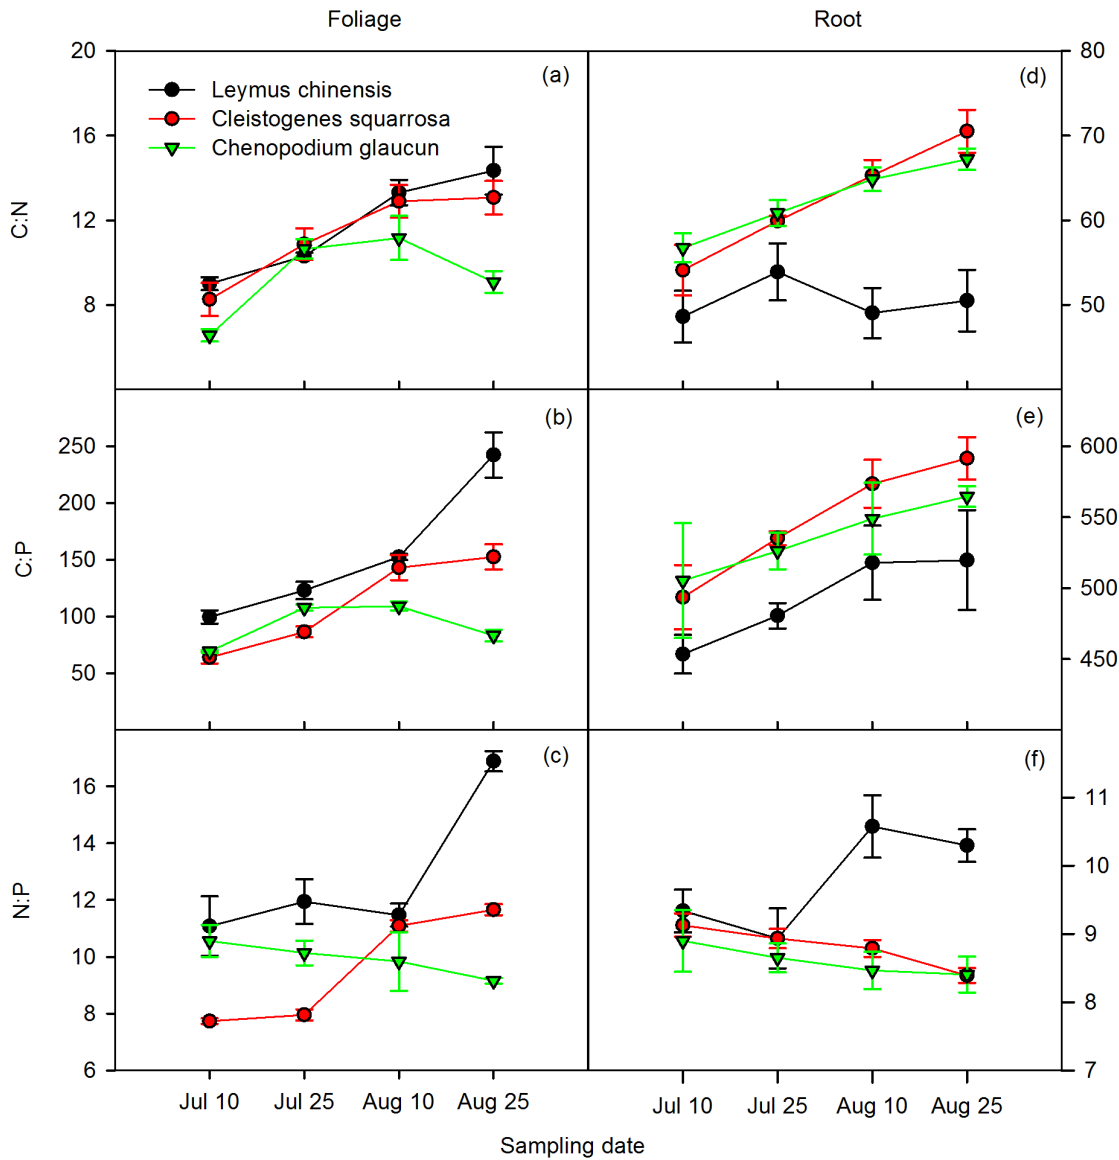 Foliage Root
20 (a) (d) 80
Leymus chinensis
Cleistogenes squarrosa
16 70
Chenopodium glaucun
C:N
12 60
8 50
(b) (e)
250 600
200
550
C:P
150
500
100
50 450
(c) (f)
16
11
14
10
N:P
12
9
10
8
8
6 7
Jul 10 Jul 25 Aug 10 Aug 25 Jul 10 Jul 25 Aug 10 Aug 25
Sampling date